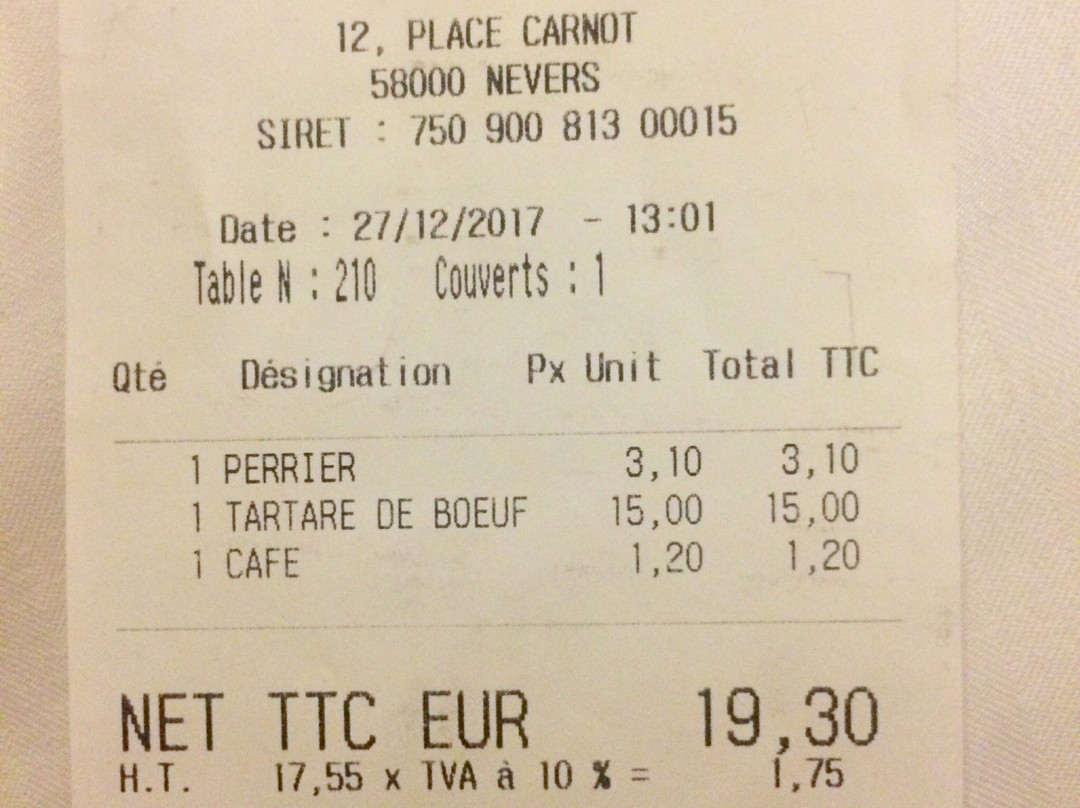 12, PLACE CARNOT
58000 NEVERS
SIRET : 750 900 813 00015
Date : 27/12/2017 - 13:01
Table N : 210 Couverts : 1
Qté Désignation Px Unit Total TTC
1 PERRIER 3,10 3,10
1 TARTARE DE BOEUF 15,00 15,00
1 CAFE 1,20 1,20
NET TTC EUR 19,30
H.T. 17,55 x TVA à 10 % = 1,75